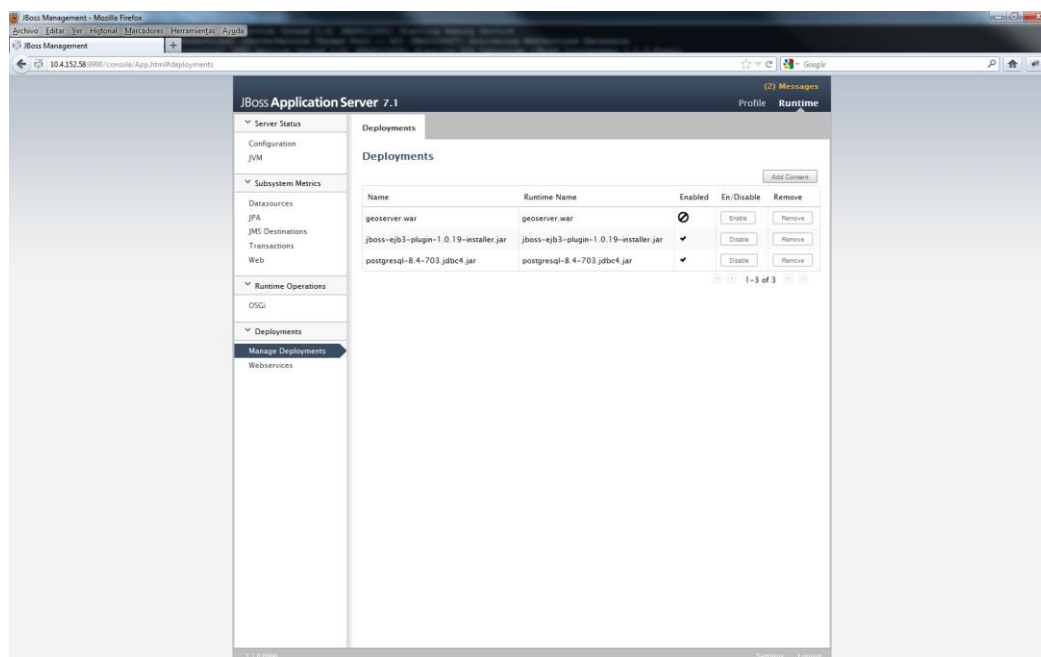 JBoss Management - Mozilla Firefox
Archivo Editar Ver Historial Marcadores Herramientas Ayuda
JBoss Management
10.4.152.58:9990/console/App.html#deployments
Google
(2) Messages
JBoss Application Server 7.1
Profile Runtime
Server Status
Configuration
JVM
Subsystem Metrics
Datasources
JPA
JMS Destinations
Transactions
Web
Runtime Operations
OSGi
Deployments
Manage Deployments
Webservices
Deployments
Deployments
Add Content
Name Runtime Name Enabled En/Disable Remove
geoserver.war geoserver.war Enable Remove
jboss-ejb3-plugin-1.0.19-installer.jar jboss-ejb3-plugin-1.0.19-installer.jar Disable Remove
postgresql-8.4-703.jdbc4.jar postgresql-8.4-703.jdbc4.jar Disable Remove
1-3 of 3
Settings Logout